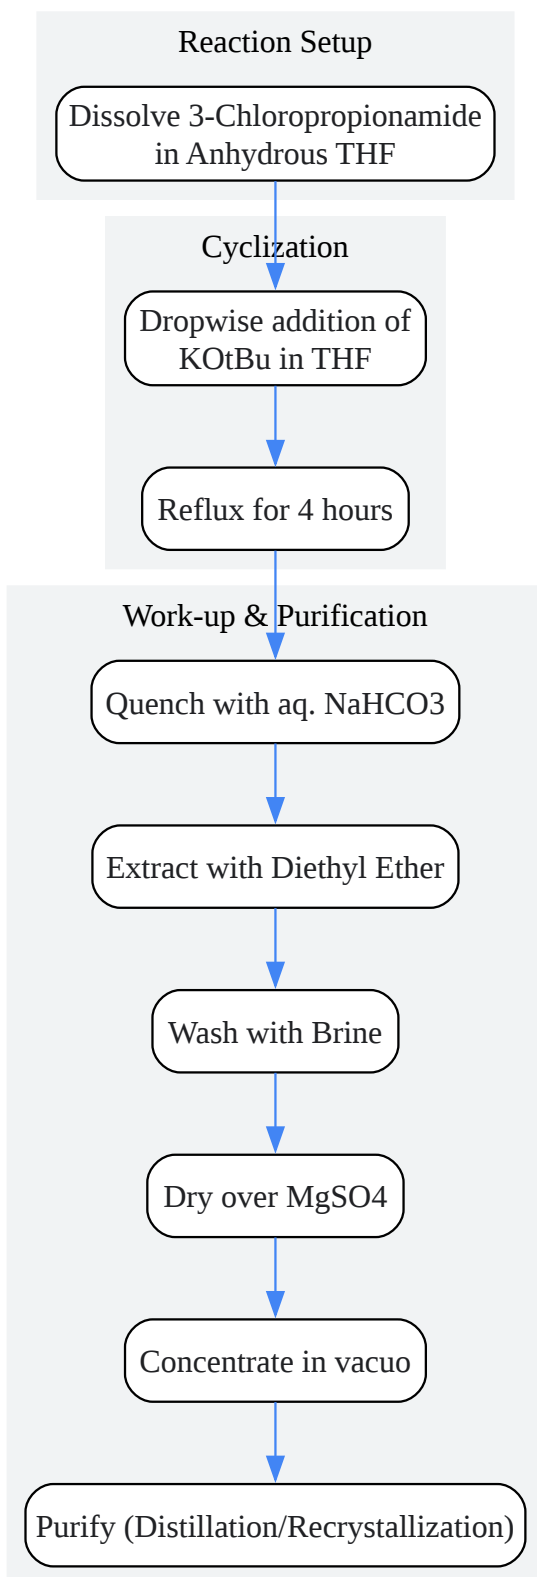 Reaction Setup
Dissolve 3-Chloropropionamide
in Anhydrous THF
Cyclization
Dropwise addition of
KOtBu in THF
Reflux for 4 hours
Work-up & Purification
Quench with aq. NaHCO3
Extract with Diethyl Ether
Wash with Brine
Dry over MgSO4
Concentrate in vacuo
Purify (Distillation/Recrystallization)